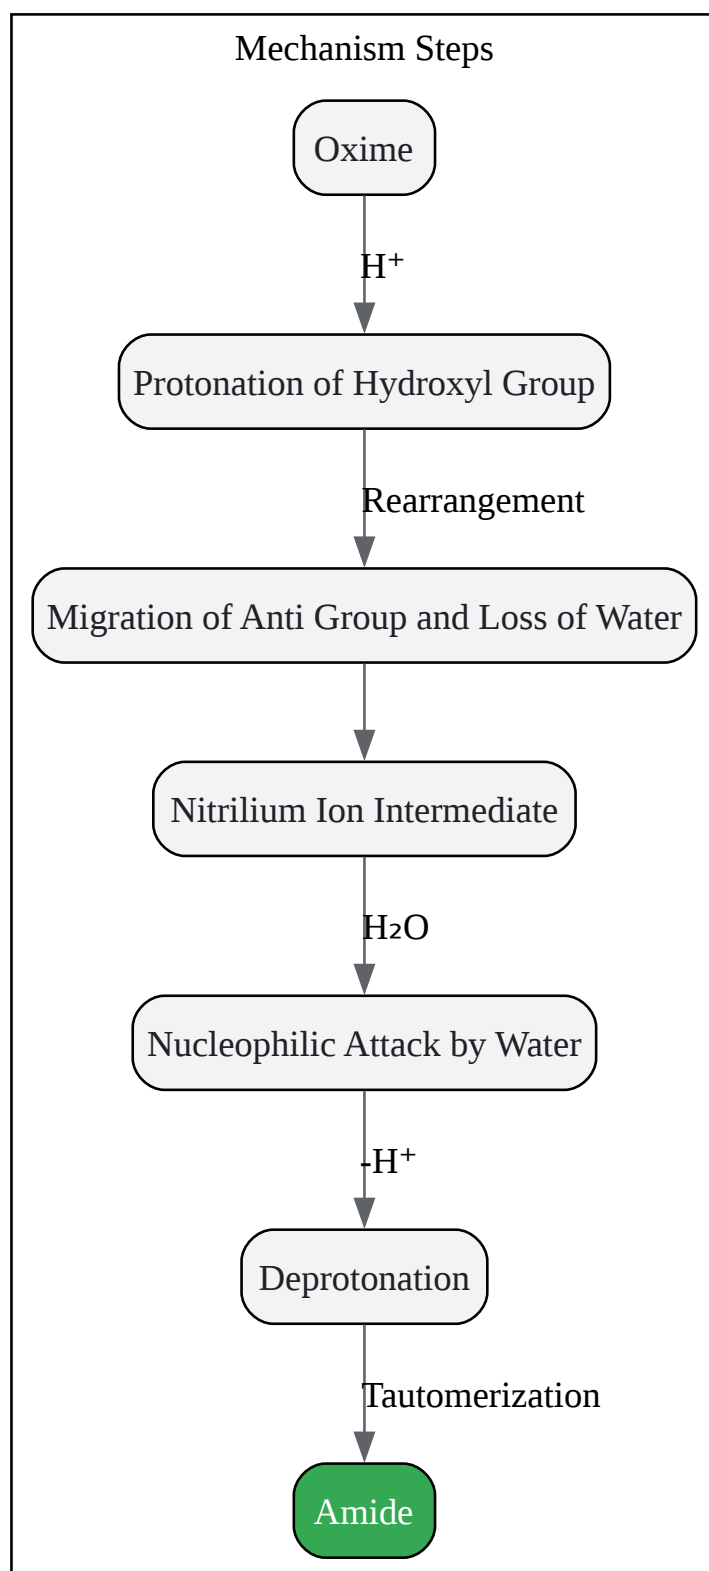 Mechanism Steps
Oxime
H⁺
Protonation of Hydroxyl Group
Rearrangement
Migration of Anti Group and Loss of Water
Nitrilium Ion Intermediate
H₂O
Nucleophilic Attack by Water
-H⁺
Deprotonation
Tautomerization
Amide